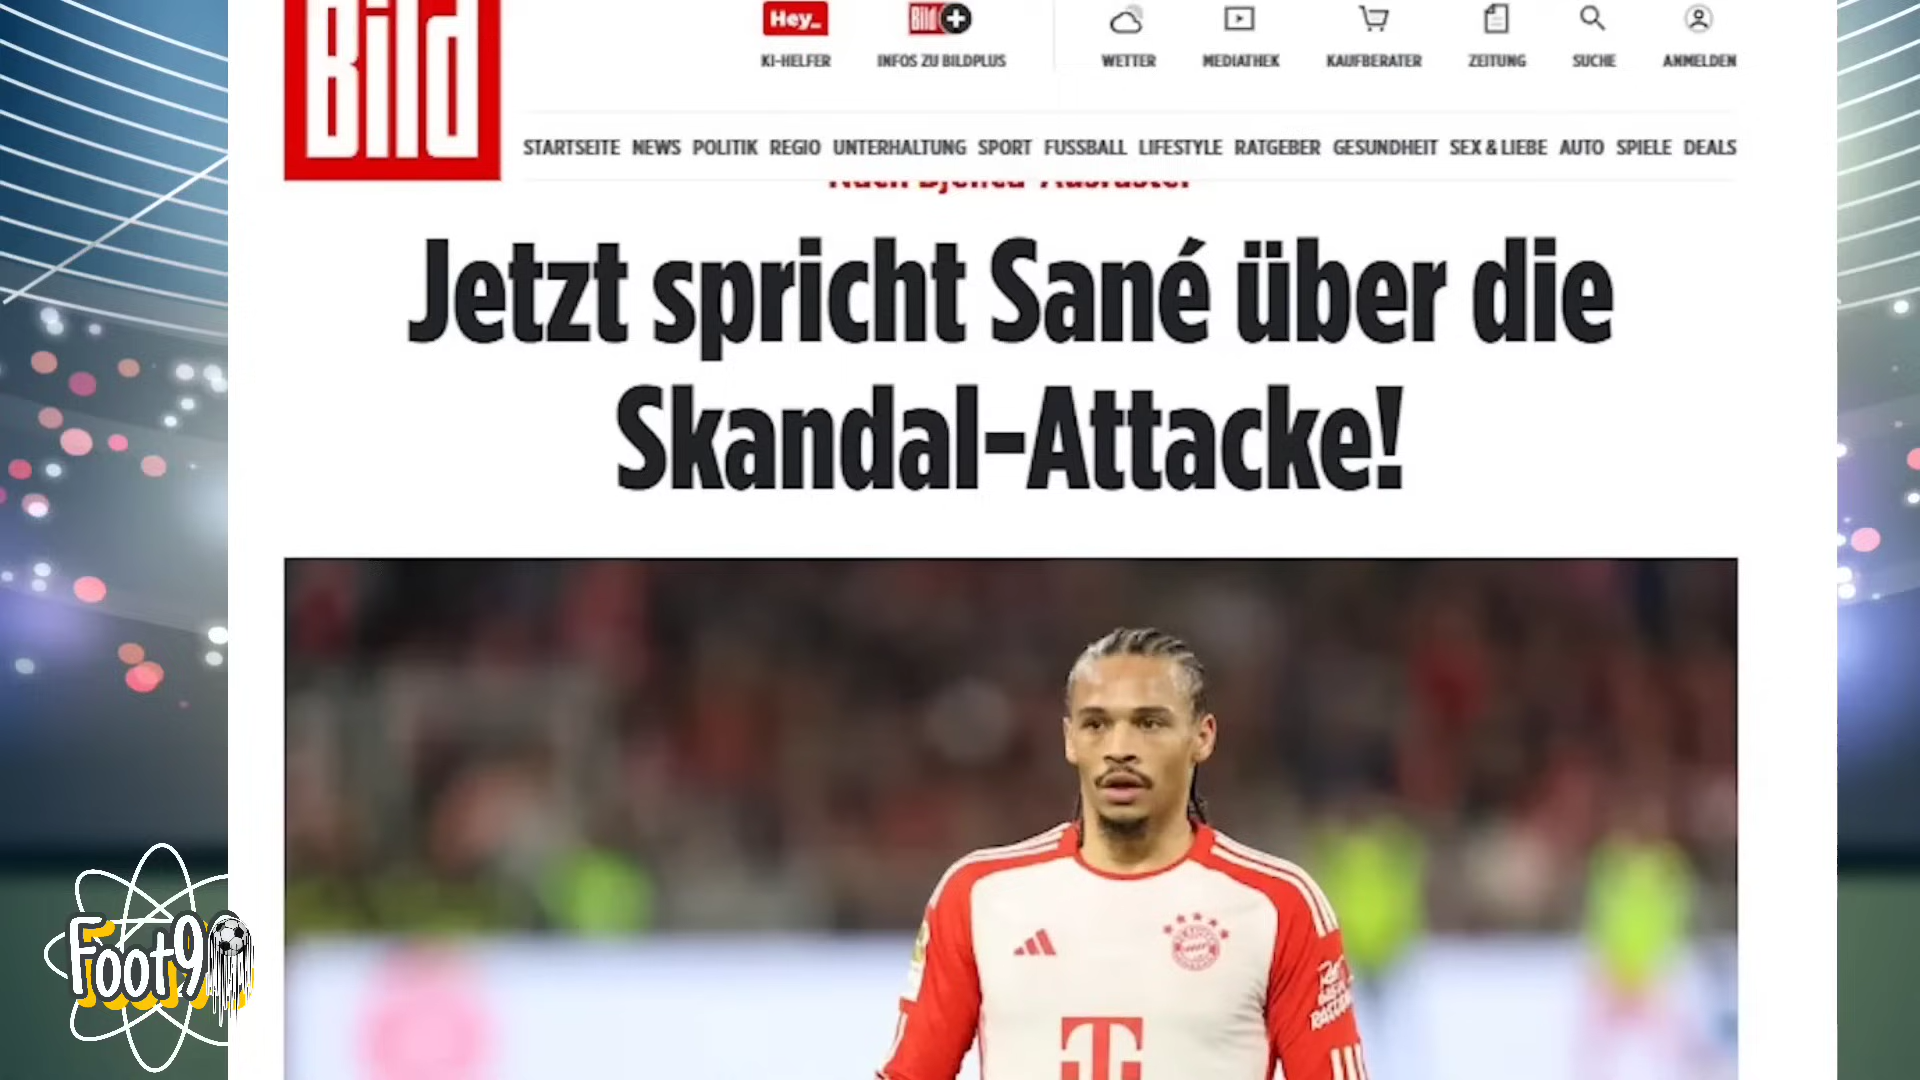 Bild
Hey_
KI-HELFER
Bild+
INFOS ZU BILDPLUS
WETTER
MEDIATHEK
KAUFBERATER
ZEITUNG
SUCHE
ANMELDEN
STARTSEITE NEWS POLITIK REGIO UNTERHALTUNG SPORT FUSSBALL LIFESTYLE RATGEBER GESUNDHEIT SEX & LIEBE AUTO SPIELE DEALS
Jetzt spricht Sané über die
Skandal-Attacke!
Foot90
T